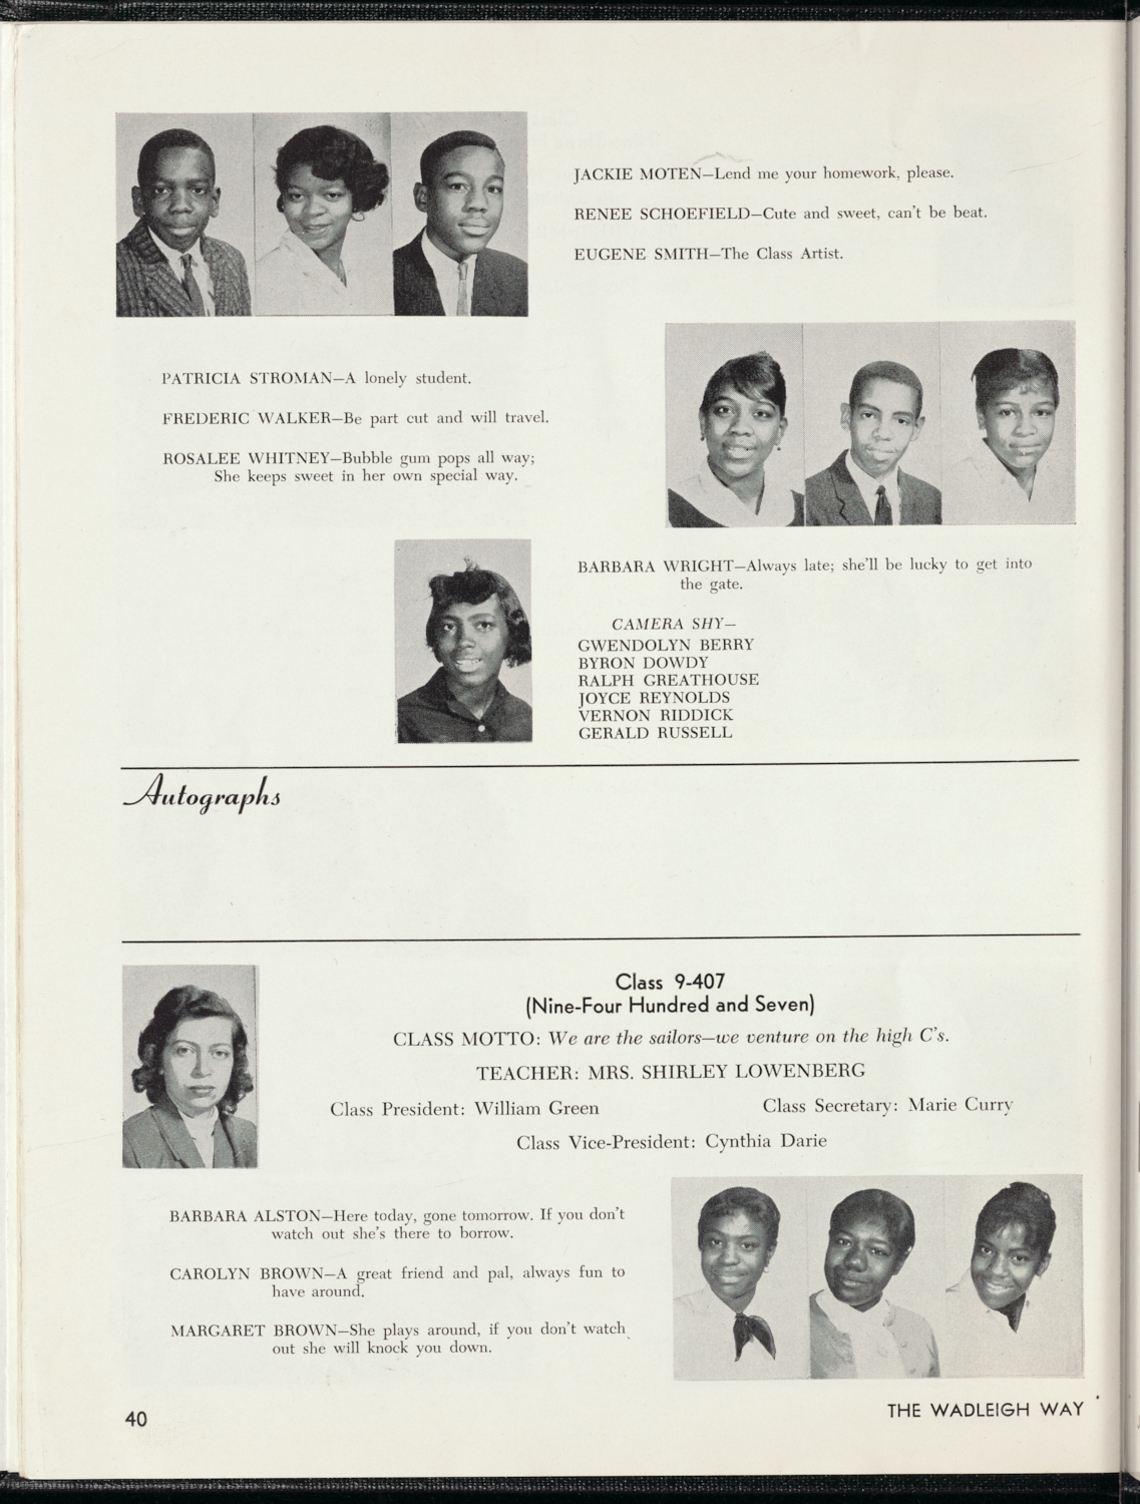 JACKIE MOTEN—Lend me your homework, please.
RENEE SCHOEFIELD—Cute and sweet, can't be beat.
EUGENE SMITH—The Class Artist.
PATRICIA STROMAN—A lonely student.
FREDERIC WALKER—Be part cut and will travel.
ROSALEE WHITNEY—Bubble gum pops all way;
She keeps sweet in her own special way.
BARBARA WRIGHT—Always late; she'll be lucky to get into
the gate.
CAMERA SHY—
GWENDOLYN BERRY
BYRON DOWDY
RALPH GREATHOUSE
JOYCE REYNOLDS
VERNON RIDDICK
GERALD RUSSELL
Autographs
Class 9-407
(Nine-Four Hundred and Seven)
CLASS MOTTO: We are the sailors—we venture on the high C's.
TEACHER: MRS. SHIRLEY LOWENBERG
Class President: William Green Class Secretary: Marie Curry
Class Vice-President: Cynthia Darie
BARBARA ALSTON—Here today, gone tomorrow. If you don't
watch out she's there to borrow.
CAROLYN BROWN—A great friend and pal, always fun to
have around.
MARGARET BROWN—She plays around, if you don't watch
out she will knock you down.
40
THE WADLEIGH WAY